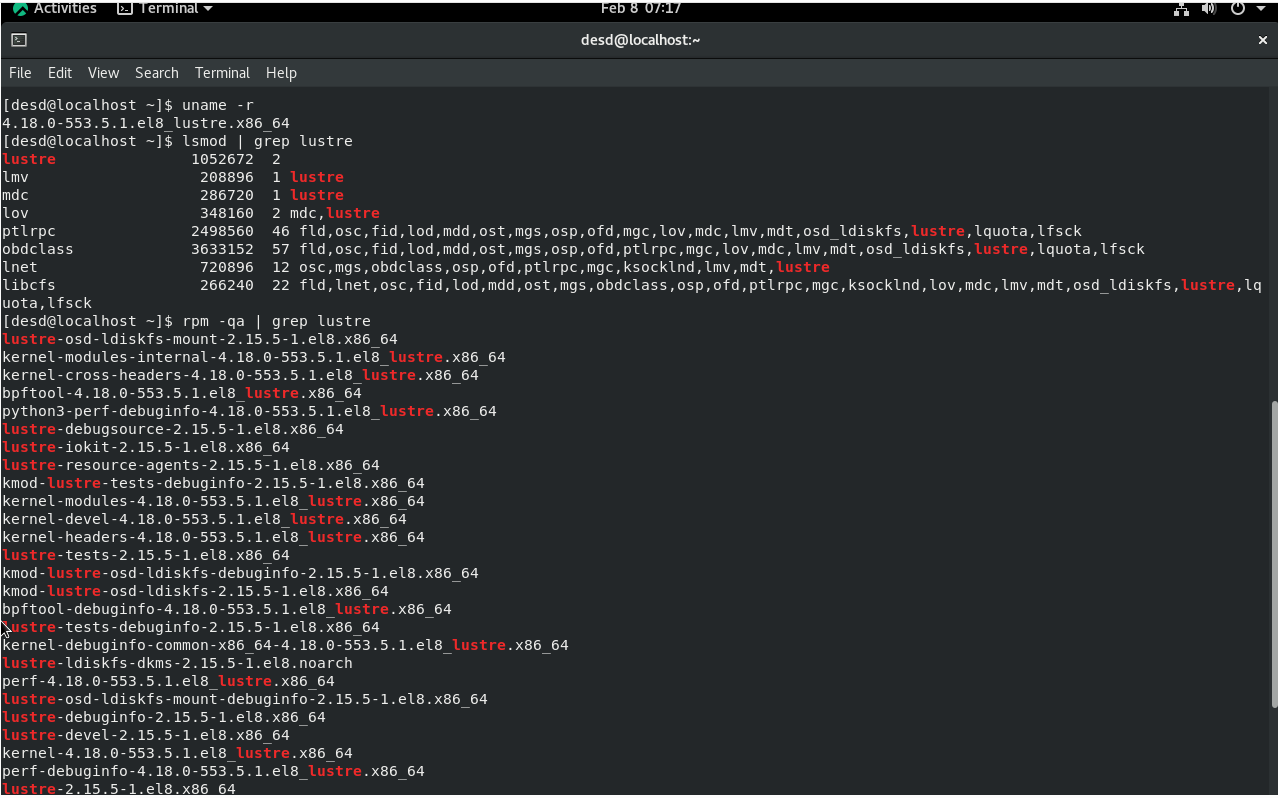 Activities Terminal Feb 8 07:17
desd@localhost:~
File Edit View Search Terminal Help
[desd@localhost ~]$ uname -r
4.18.0-553.5.1.el8_lustre.x86_64
[desd@localhost ~]$ lsmod | grep lustre
lustre 1052672 2
lmv 208896 1 lustre
mdc 286720 1 lustre
lov 348160 2 mdc,lustre
ptlrpc 2498560 46 fld,osc,fid,lod,mdd,ost,mgs,osp,ofd,mgc,lov,mdc,lmv,mdt,osd_ldiskfs,lustre,lquota,lfsck
obdclass 3633152 57 fld,osc,fid,lod,mdd,ost,mgs,osp,ofd,ptlrpc,mgc,lov,mdc,lmv,mdt,osd_ldiskfs,lustre,lquota,lfsck
lnet 720896 12 osc,mgs,obdclass,osp,ofd,ptlrpc,mgc,ksocklnd,lmv,mdt,lustre
libcfs 266240 22 fld,lnet,osc,fid,lod,mdd,ost,mgs,obdclass,osp,ofd,ptlrpc,mgc,ksocklnd,lov,mdc,lmv,mdt,osd_ldiskfs,lustre,lq
uota,lfsck
[desd@localhost ~]$ rpm -qa | grep lustre
lustre-osd-ldiskfs-mount-2.15.5-1.el8.x86_64
kernel-modules-internal-4.18.0-553.5.1.el8_lustre.x86_64
kernel-cross-headers-4.18.0-553.5.1.el8_lustre.x86_64
bpftool-4.18.0-553.5.1.el8_lustre.x86_64
python3-perf-debuginfo-4.18.0-553.5.1.el8_lustre.x86_64
lustre-debugsource-2.15.5-1.el8.x86_64
lustre-iokit-2.15.5-1.el8.x86_64
lustre-resource-agents-2.15.5-1.el8.x86_64
kmod-lustre-tests-debuginfo-2.15.5-1.el8.x86_64
kernel-modules-4.18.0-553.5.1.el8_lustre.x86_64
kernel-devel-4.18.0-553.5.1.el8_lustre.x86_64
kernel-headers-4.18.0-553.5.1.el8_lustre.x86_64
lustre-tests-2.15.5-1.el8.x86_64
kmod-lustre-osd-ldiskfs-debuginfo-2.15.5-1.el8.x86_64
kmod-lustre-osd-ldiskfs-2.15.5-1.el8.x86_64
bpftool-debuginfo-4.18.0-553.5.1.el8_lustre.x86_64
lustre-tests-debuginfo-2.15.5-1.el8.x86_64
kernel-debuginfo-common-x86_64-4.18.0-553.5.1.el8_lustre.x86_64
lustre-ldiskfs-dkms-2.15.5-1.el8.noarch
perf-4.18.0-553.5.1.el8_lustre.x86_64
lustre-osd-ldiskfs-mount-debuginfo-2.15.5-1.el8.x86_64
lustre-debuginfo-2.15.5-1.el8.x86_64
lustre-devel-2.15.5-1.el8.x86_64
kernel-4.18.0-553.5.1.el8_lustre.x86_64
perf-debuginfo-4.18.0-553.5.1.el8_lustre.x86_64
lustre-2.15.5-1.el8.x86_64